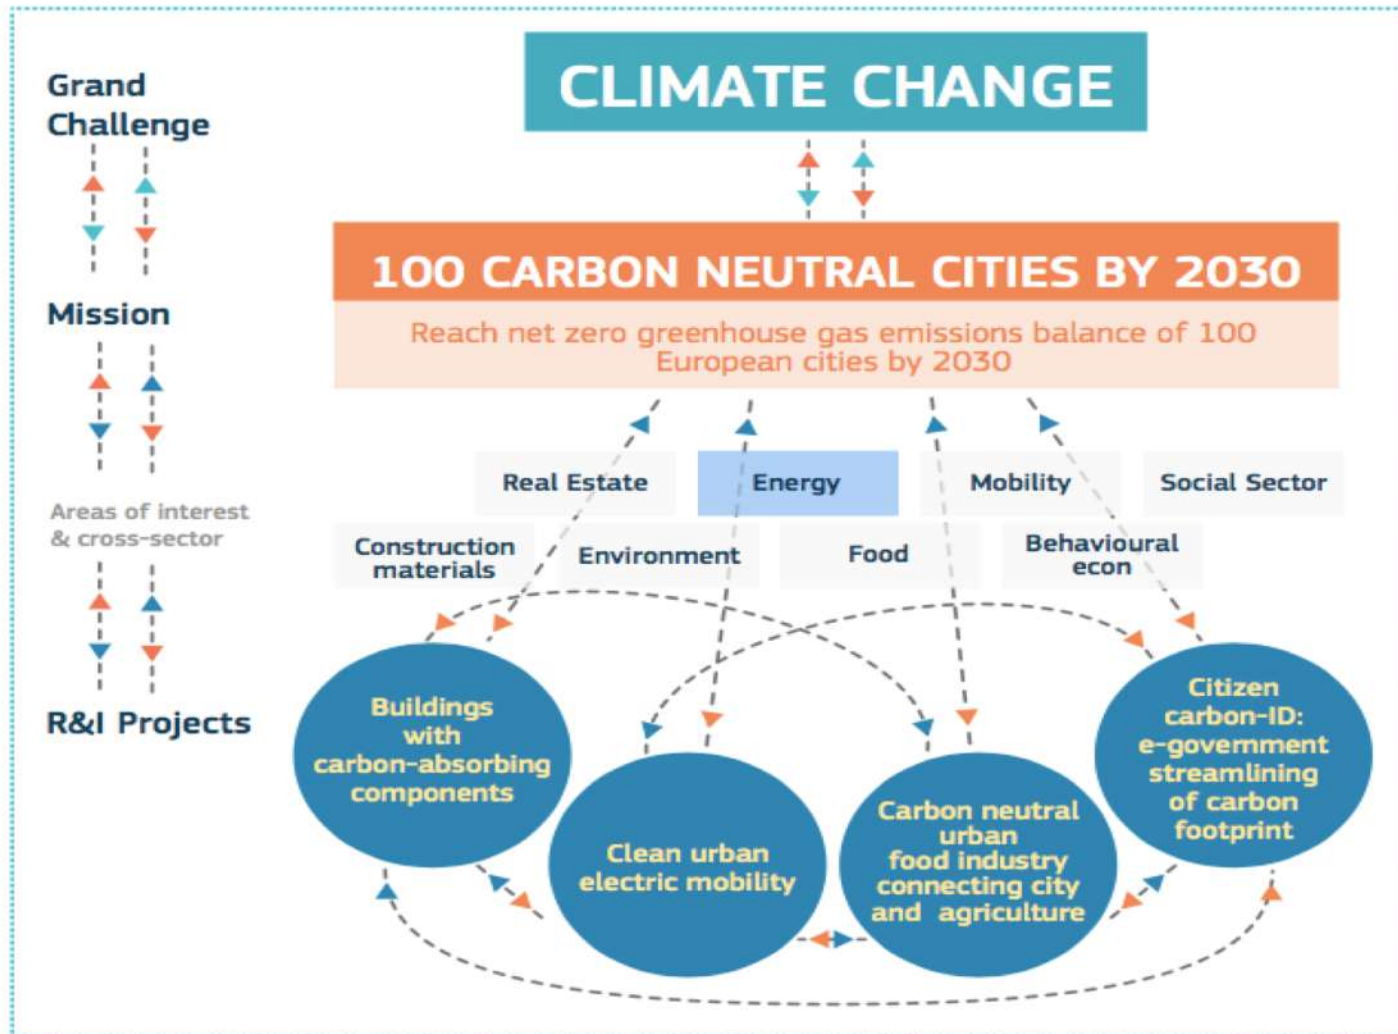 Grand
Challenge
CLIMATE CHANGE
100 CARBON NEUTRAL CITIES BY 2030
Mission
Reach net zero greenhouse gas emissions balance of 100
European cities by 2030
Real Estate
Energy
Mobility
Social Sector
Areas of interest
& cross-sector
Construction
materials
Environment
Food
Behavioural
econ
R&I Projects
Buildings
with
carbon-absorbing
components
Clean urban
electric mobility
Carbon neutral
urban
food industry
connecting city
and agriculture
Citizen
carbon-ID:
e-government
streamlining
of carbon
footprint